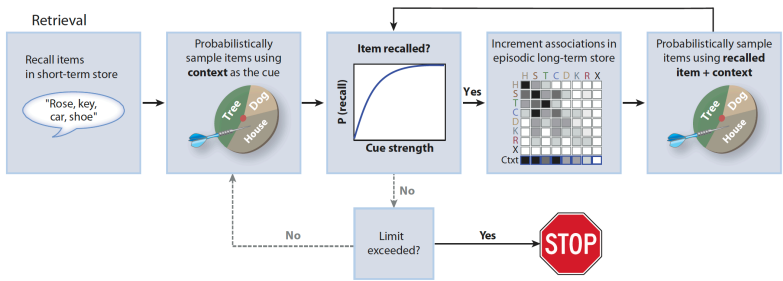 Retrieval
Recall items
in short-term store
"Rose, key,
car, shoe"
Probabilistically
sample items using
context as the cue
Tree
Dog
House
Item recalled?
P (recall)
Cue strength
Yes
Increment associations in
episodic long-term store
H S T C D K R X
H
S
T
C
D
K
R
X
Ctxt
Probabilistically sample
items using recalled
item + context
Tree
Dog
House
No
No
Limit
exceeded?
Yes
STOP